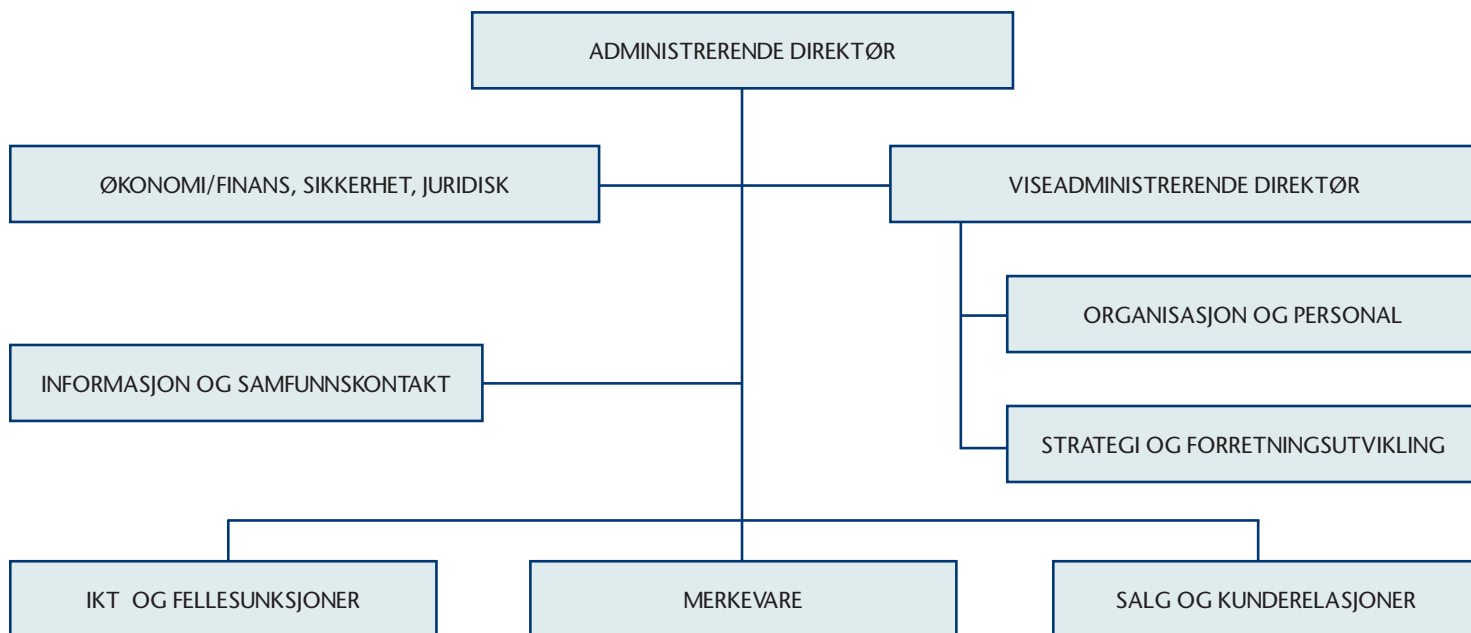 ADMINISTRERENDE DIREKTØR
ØKONOMI/FINANS, SIKKERHET, JURIDISK
VISEADMINISTRERENDE DIREKTØR
ORGANISASJON OG PERSONAL
INFORMASJON OG SAMFUNNSKONTAKT
STRATEGI OG FORRETNINGSUTVIKLING
IKT OG FELLESUNKSJONER
MERKEVARE
SALG OG KUNDERELASJONER